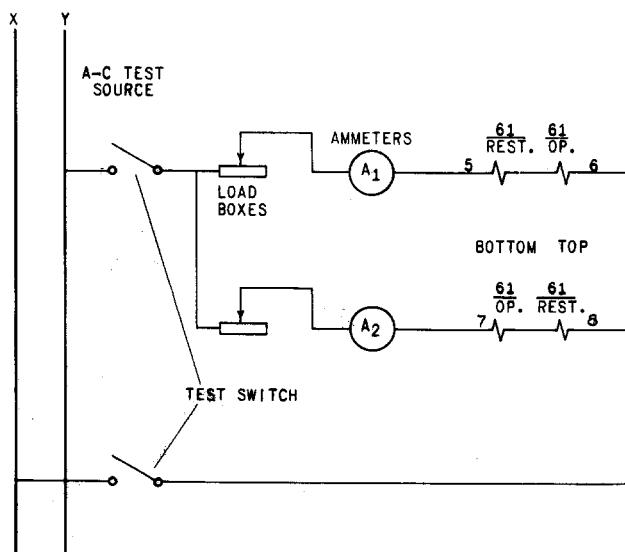 X Y
A-C TEST
SOURCE
AMMETERS
61 61
REST. OP.
5 6
A1
LOAD
BOXES
BOTTOM TOP
61 61
OP. REST.
7 8
A2
TEST SWITCH